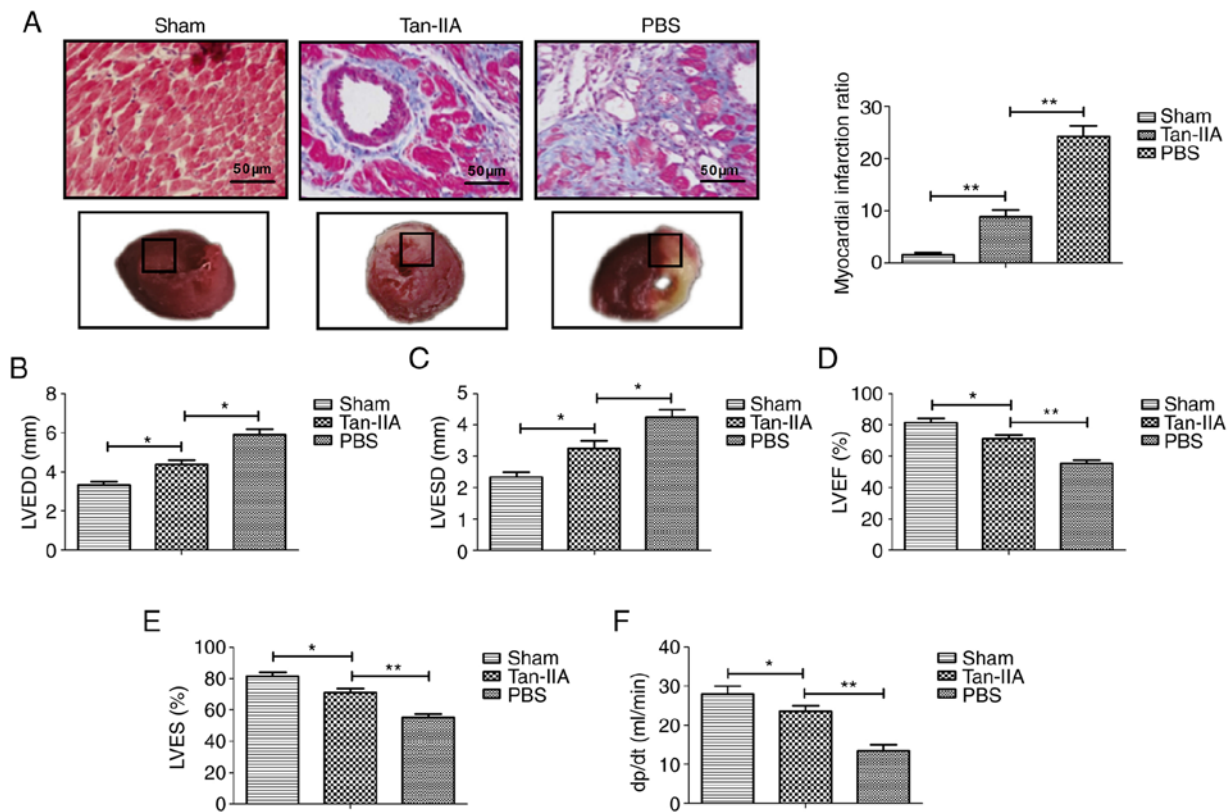 A
Sham
Tan-IIA
PBS
50µm
50µm
50µm
Myocardial infarction ratio
30
20
10
0
**
**
Sham
Tan-IIA
PBS
B
LVEDD (mm)
8
6
4
2
0
*
*
Sham
Tan-IIA
PBS
C
LVESD (mm)
5
4
3
2
1
0
*
*
Sham
Tan-IIA
PBS
D
LVEF (%)
100
80
60
40
20
0
*
**
Sham
Tan-IIA
PBS
E
LVES (%)
100
80
60
40
20
0
*
**
Sham
Tan-IIA
PBS
F
dp/dt (ml/min)
40
30
20
10
0
*
**
Sham
Tan-IIA
PBS